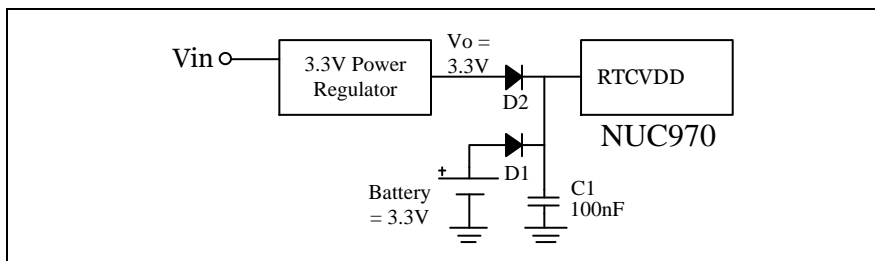 Vin
3.3V Power
Regulator
Vo =
3.3V
D2
RTCVDD
NUC970
D1
+
Battery
= 3.3V
C1
100nF